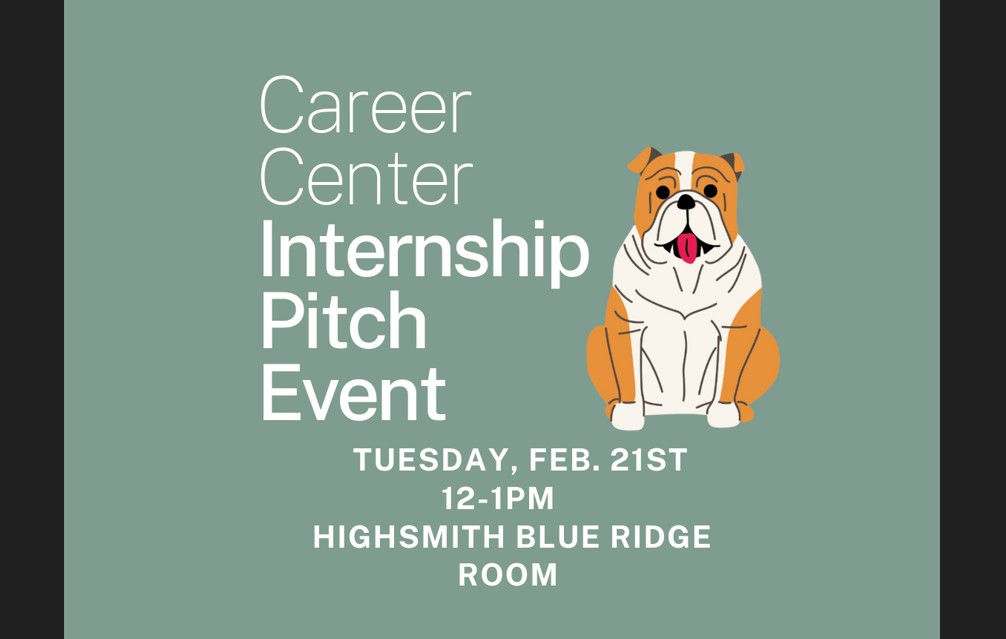 Career
Center
Internship
Pitch
Event
TUESDAY, FEB. 21ST
12-1PM
HIGHSMITH BLUE RIDGE
ROOM